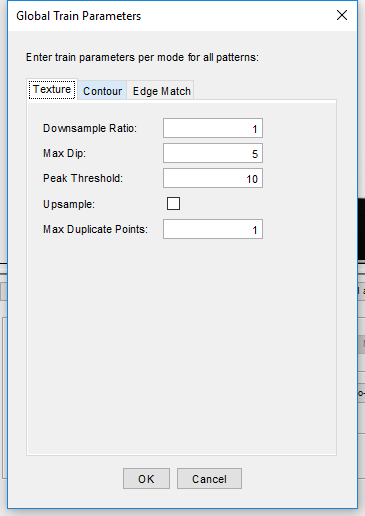 Global Train Parameters
Enter train parameters per mode for all patterns:
Texture Contour Edge Match
Downsample Ratio: 1
Max Dip: 5
Peak Threshold: 10
Upsample:
Max Duplicate Points: 1
OK Cancel